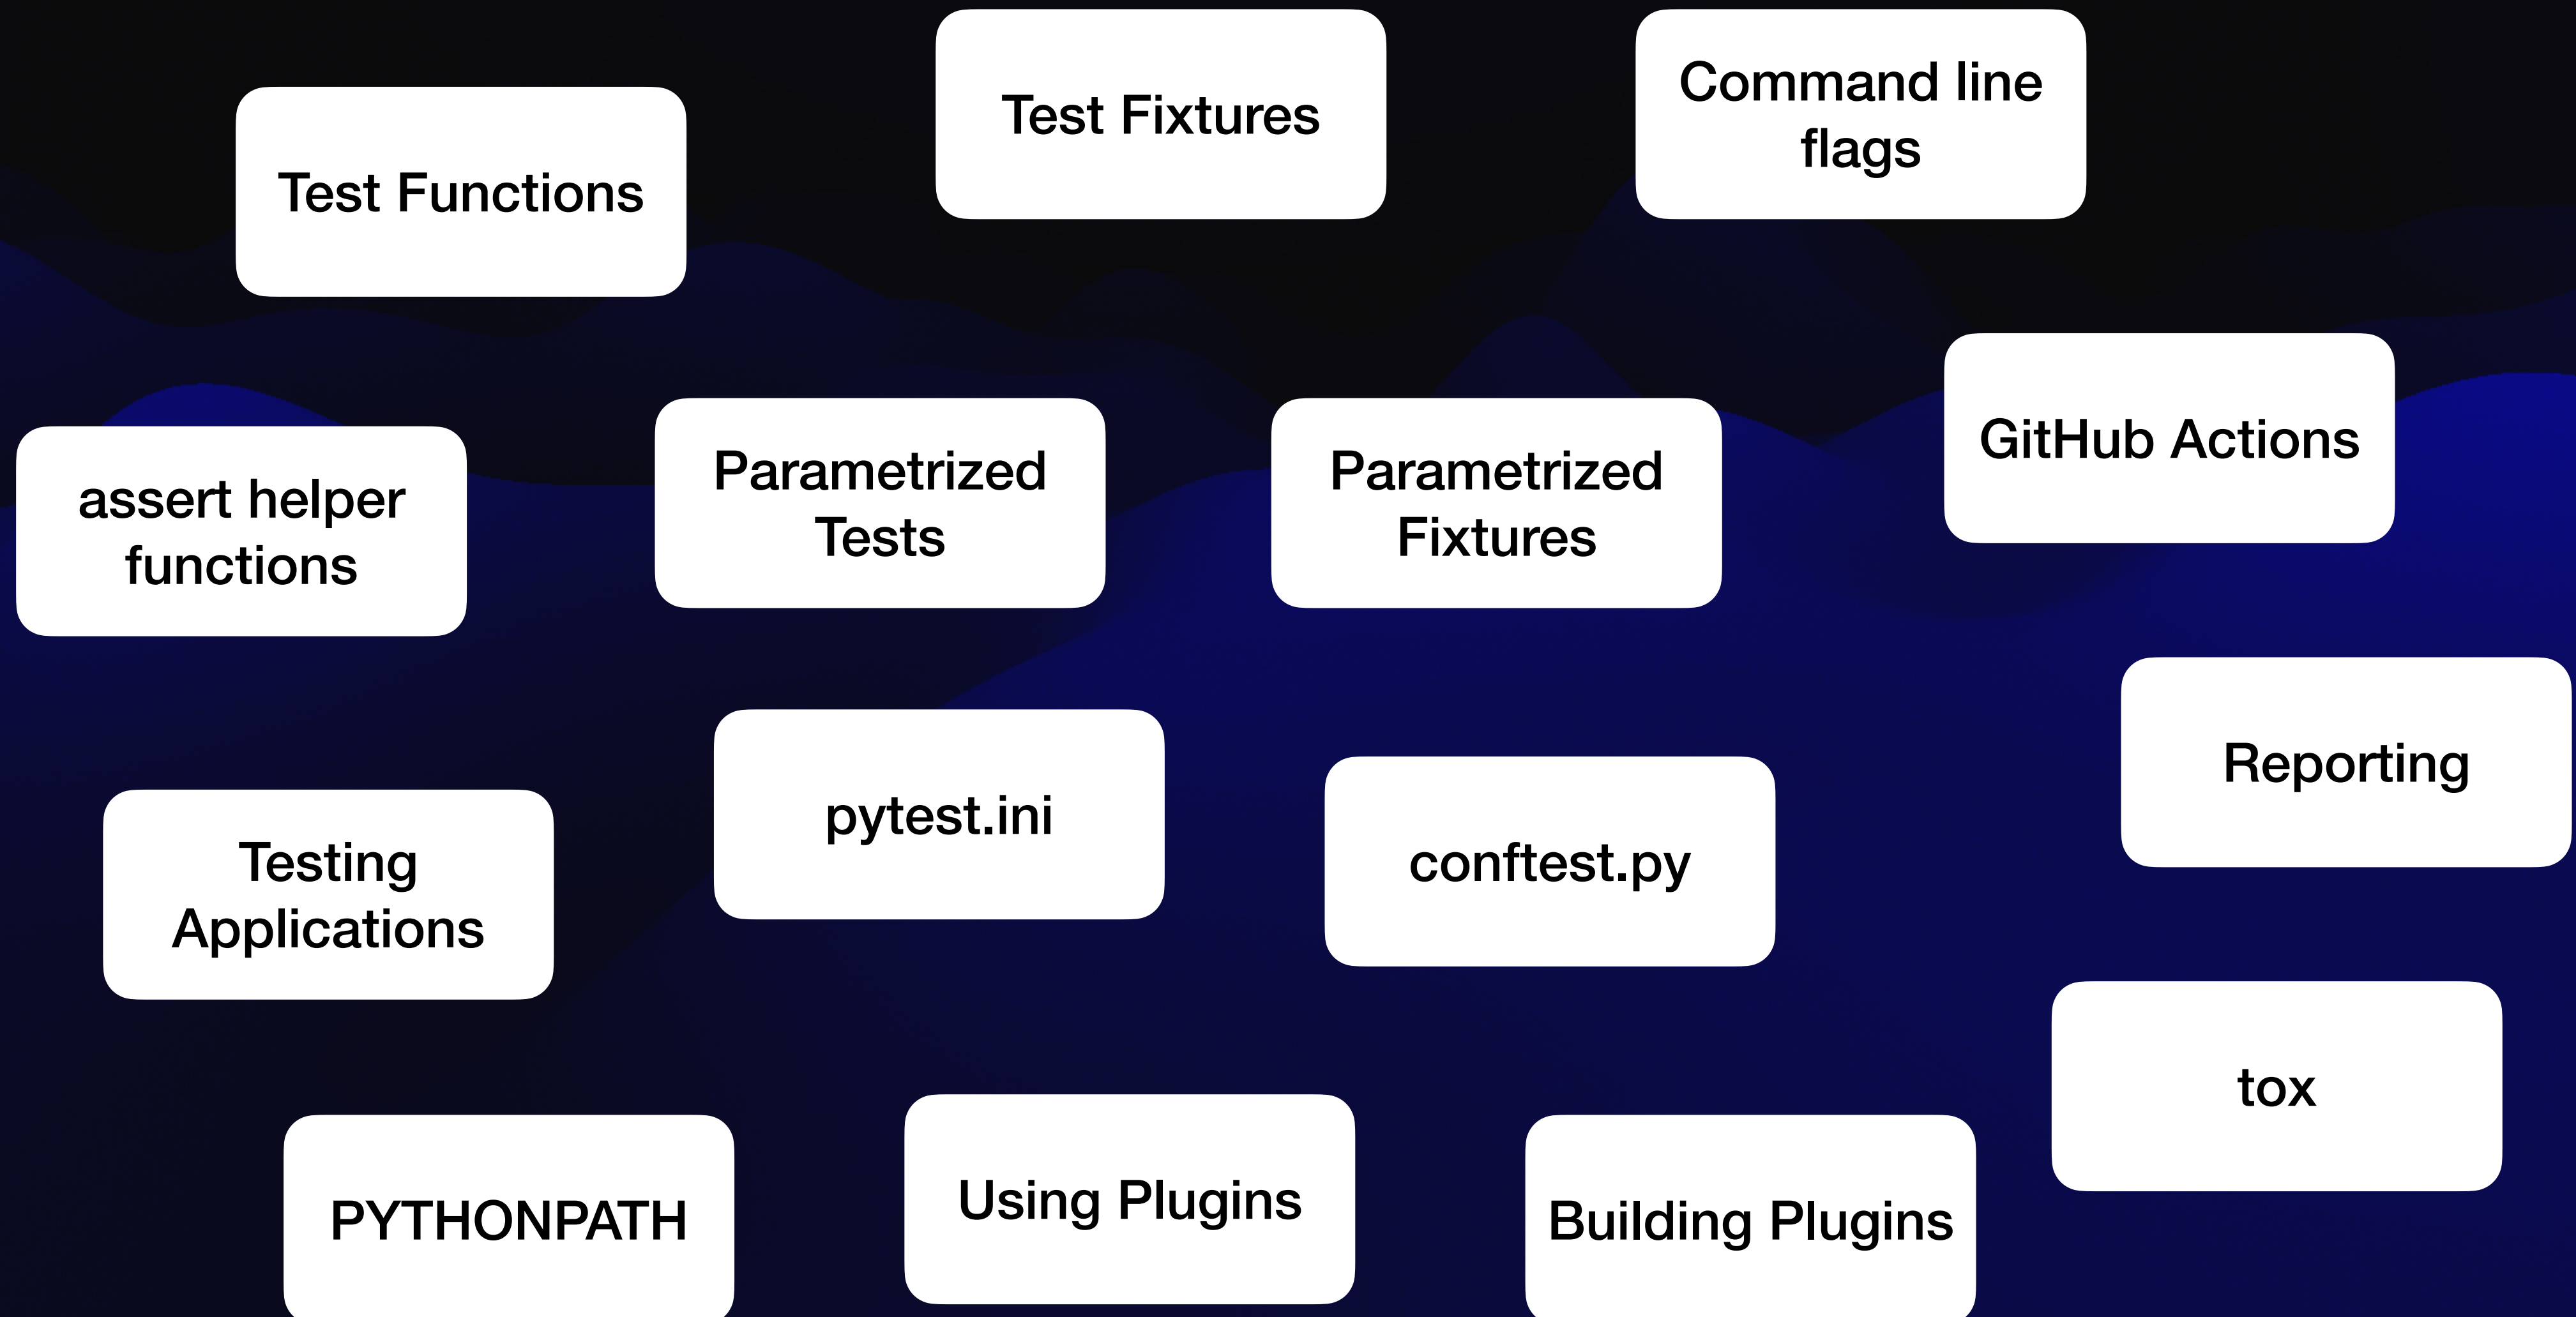 Test Functions
Test Fixtures
Command line
flags
assert helper
functions
Parametrized
Tests
Parametrized
Fixtures
GitHub Actions
Testing
Applications
pytest.ini
conftest.py
Reporting
PYTHONPATH
Using Plugins
Building Plugins
tox